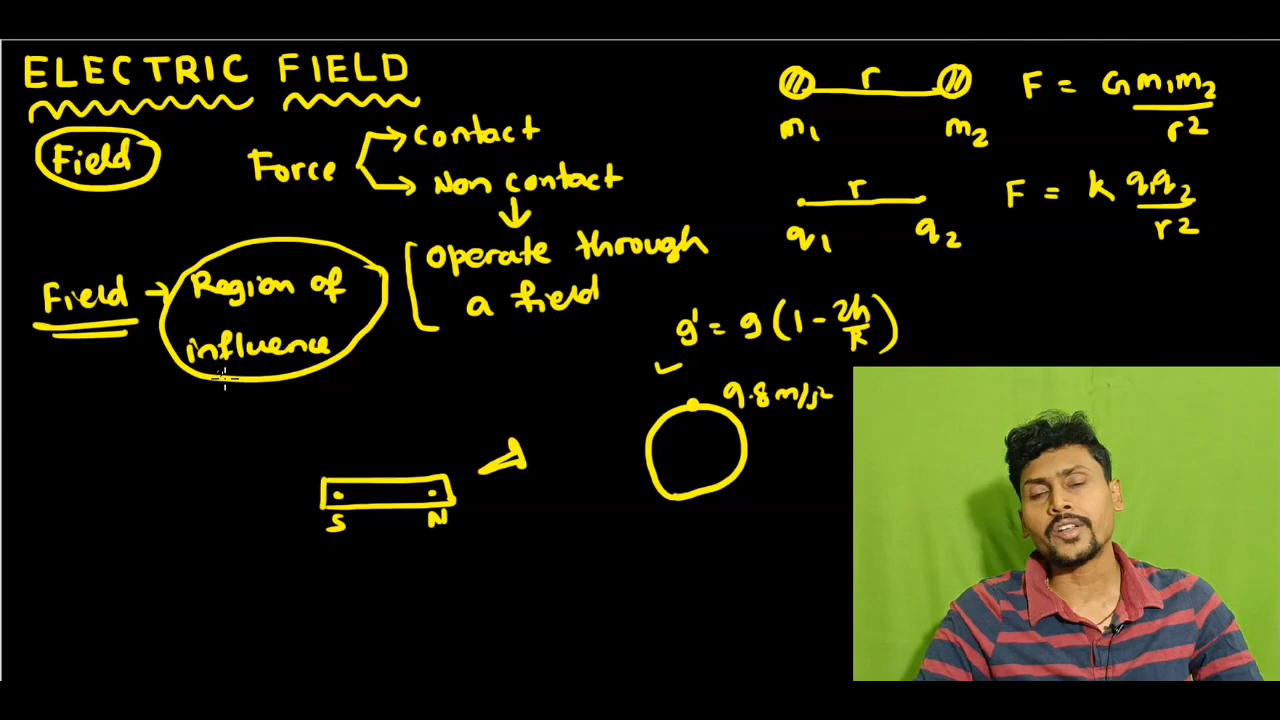 ELECTRIC FIELD
Field
Force
Contact
Non contact
Operate through
a field
Field → Region of
influence
r
m1 m2
F = G m1m2 / r2
r
q1 q2
F = k q1q2 / r2
g' = g (1 - 2h/R)
9.8 m/s2
S N